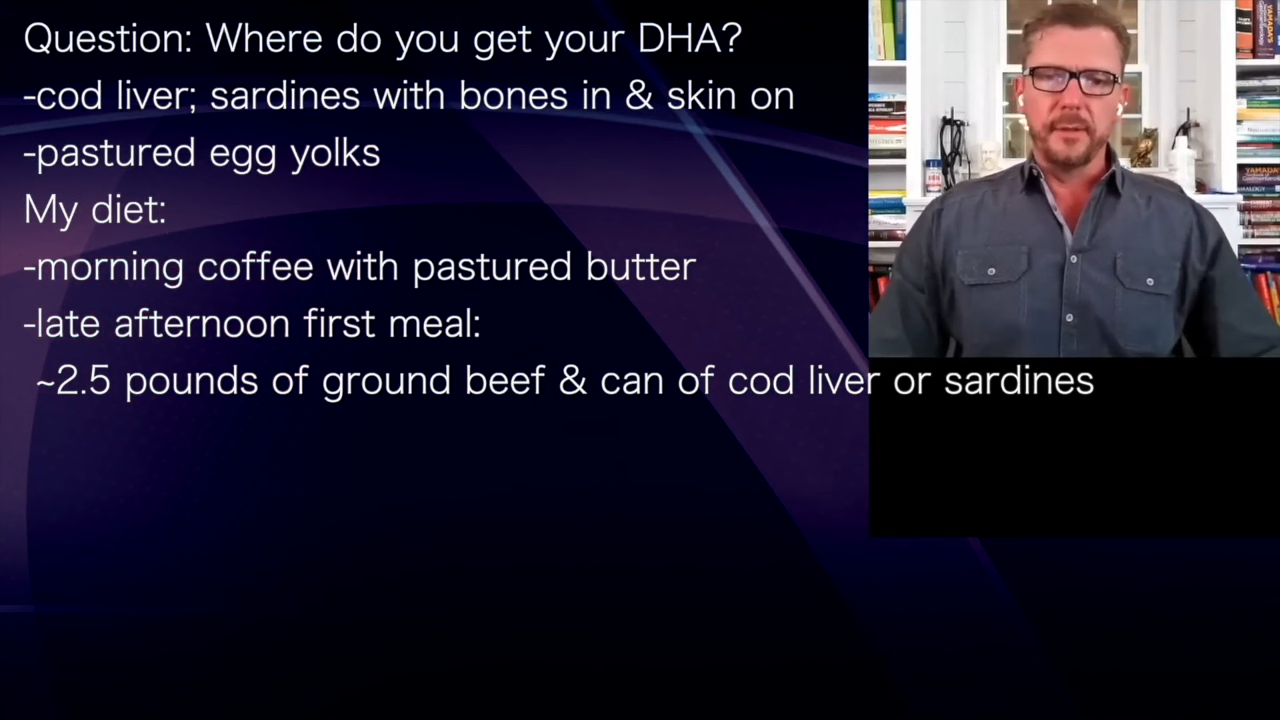 Question: Where do you get your DHA?
-cod liver; sardines with bones in & skin on
-pastured egg yolks
My diet:
-morning coffee with pastured butter
-late afternoon first meal:
~2.5 pounds of ground beef & can of cod liver or sardines
YAMADA'S
YAMADA'